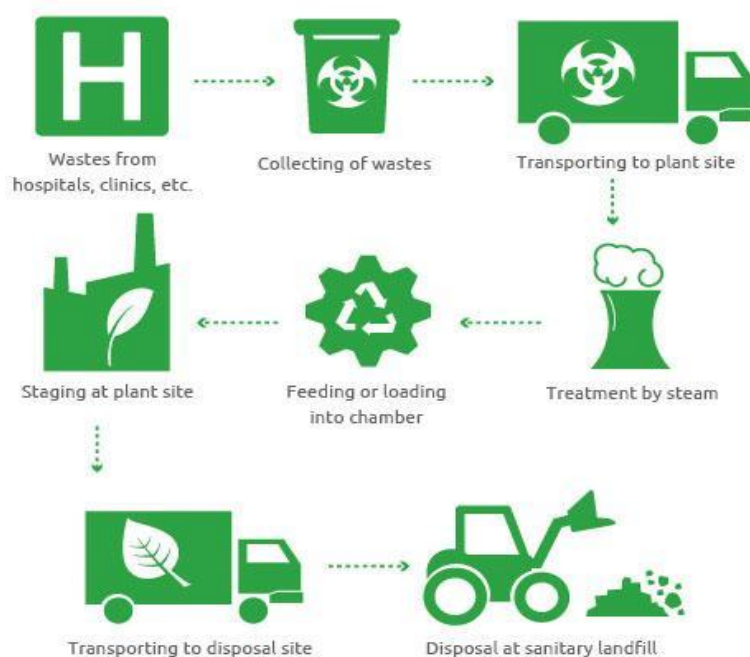 H
Wastes from
hospitals, clinics, etc.
Collecting of wastes
Transporting to plant site
Treatment by steam
Feeding or loading
into chamber
Staging at plant site
Transporting to disposal site
Disposal at sanitary landfill